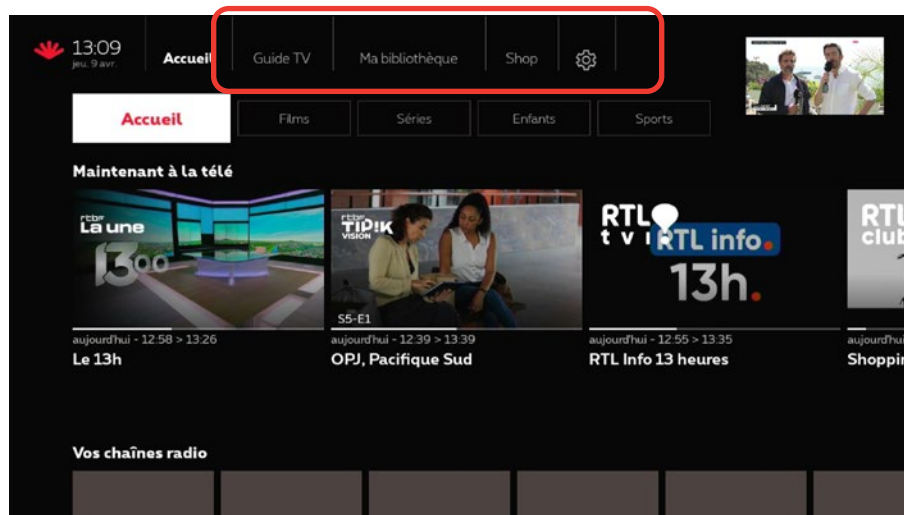 13:09
jeu. 9 avr.
Accueil
Guide TV
Ma bibliothèque
Shop
Accueil
Films
Séries
Enfants
Sports
Maintenant à la télé
rtbf
La une
1300
rtbf
TIPIK
VISION
S5-E1
RTL
tvi
RTL info.
13h.
RTL
club
aujourd'hui - 12:58 > 13:26
Le 13h
aujourd'hui - 12:39 > 13:39
OPJ, Pacifique Sud
aujourd'hui - 12:55 > 13:35
RTL Info 13 heures
aujourd'hui
Shoppin
Vos chaînes radio